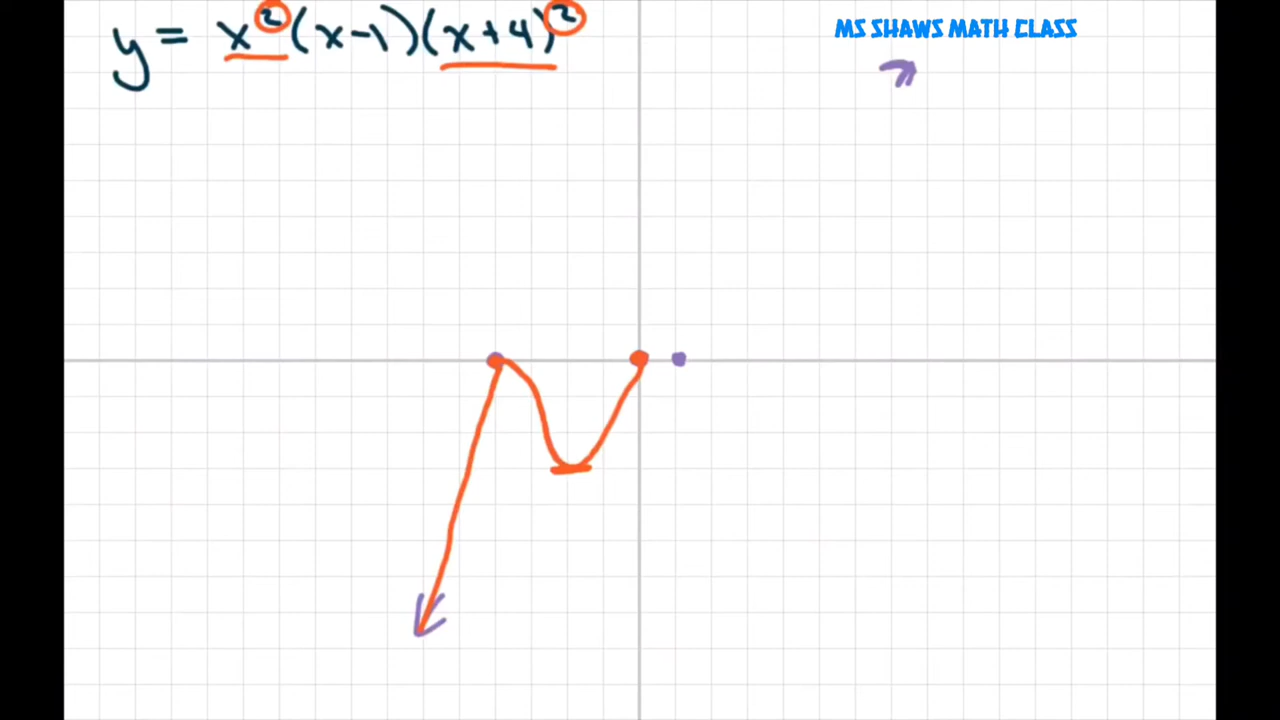 y = x²(x-1)(x+4)²
MS SHAWS MATH CLASS